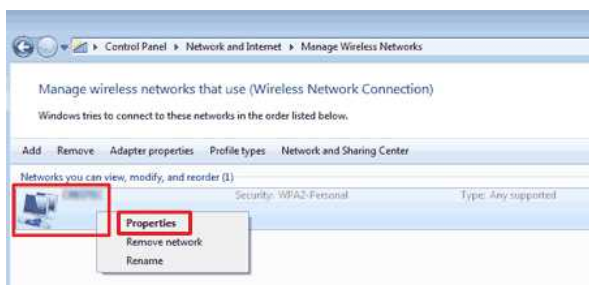 Control Panel ▸ Network and Internet ▸ Manage Wireless Networks
Manage wireless networks that use (Wireless Network Connection)
Windows tries to connect to these networks in the order listed below.
Add Remove Adapter properties Profile types Network and Sharing Center
Networks you can view, modify, and reorder (1)
Security: WPA2-Personal Type: Any supported
Properties
Remove network
Rename